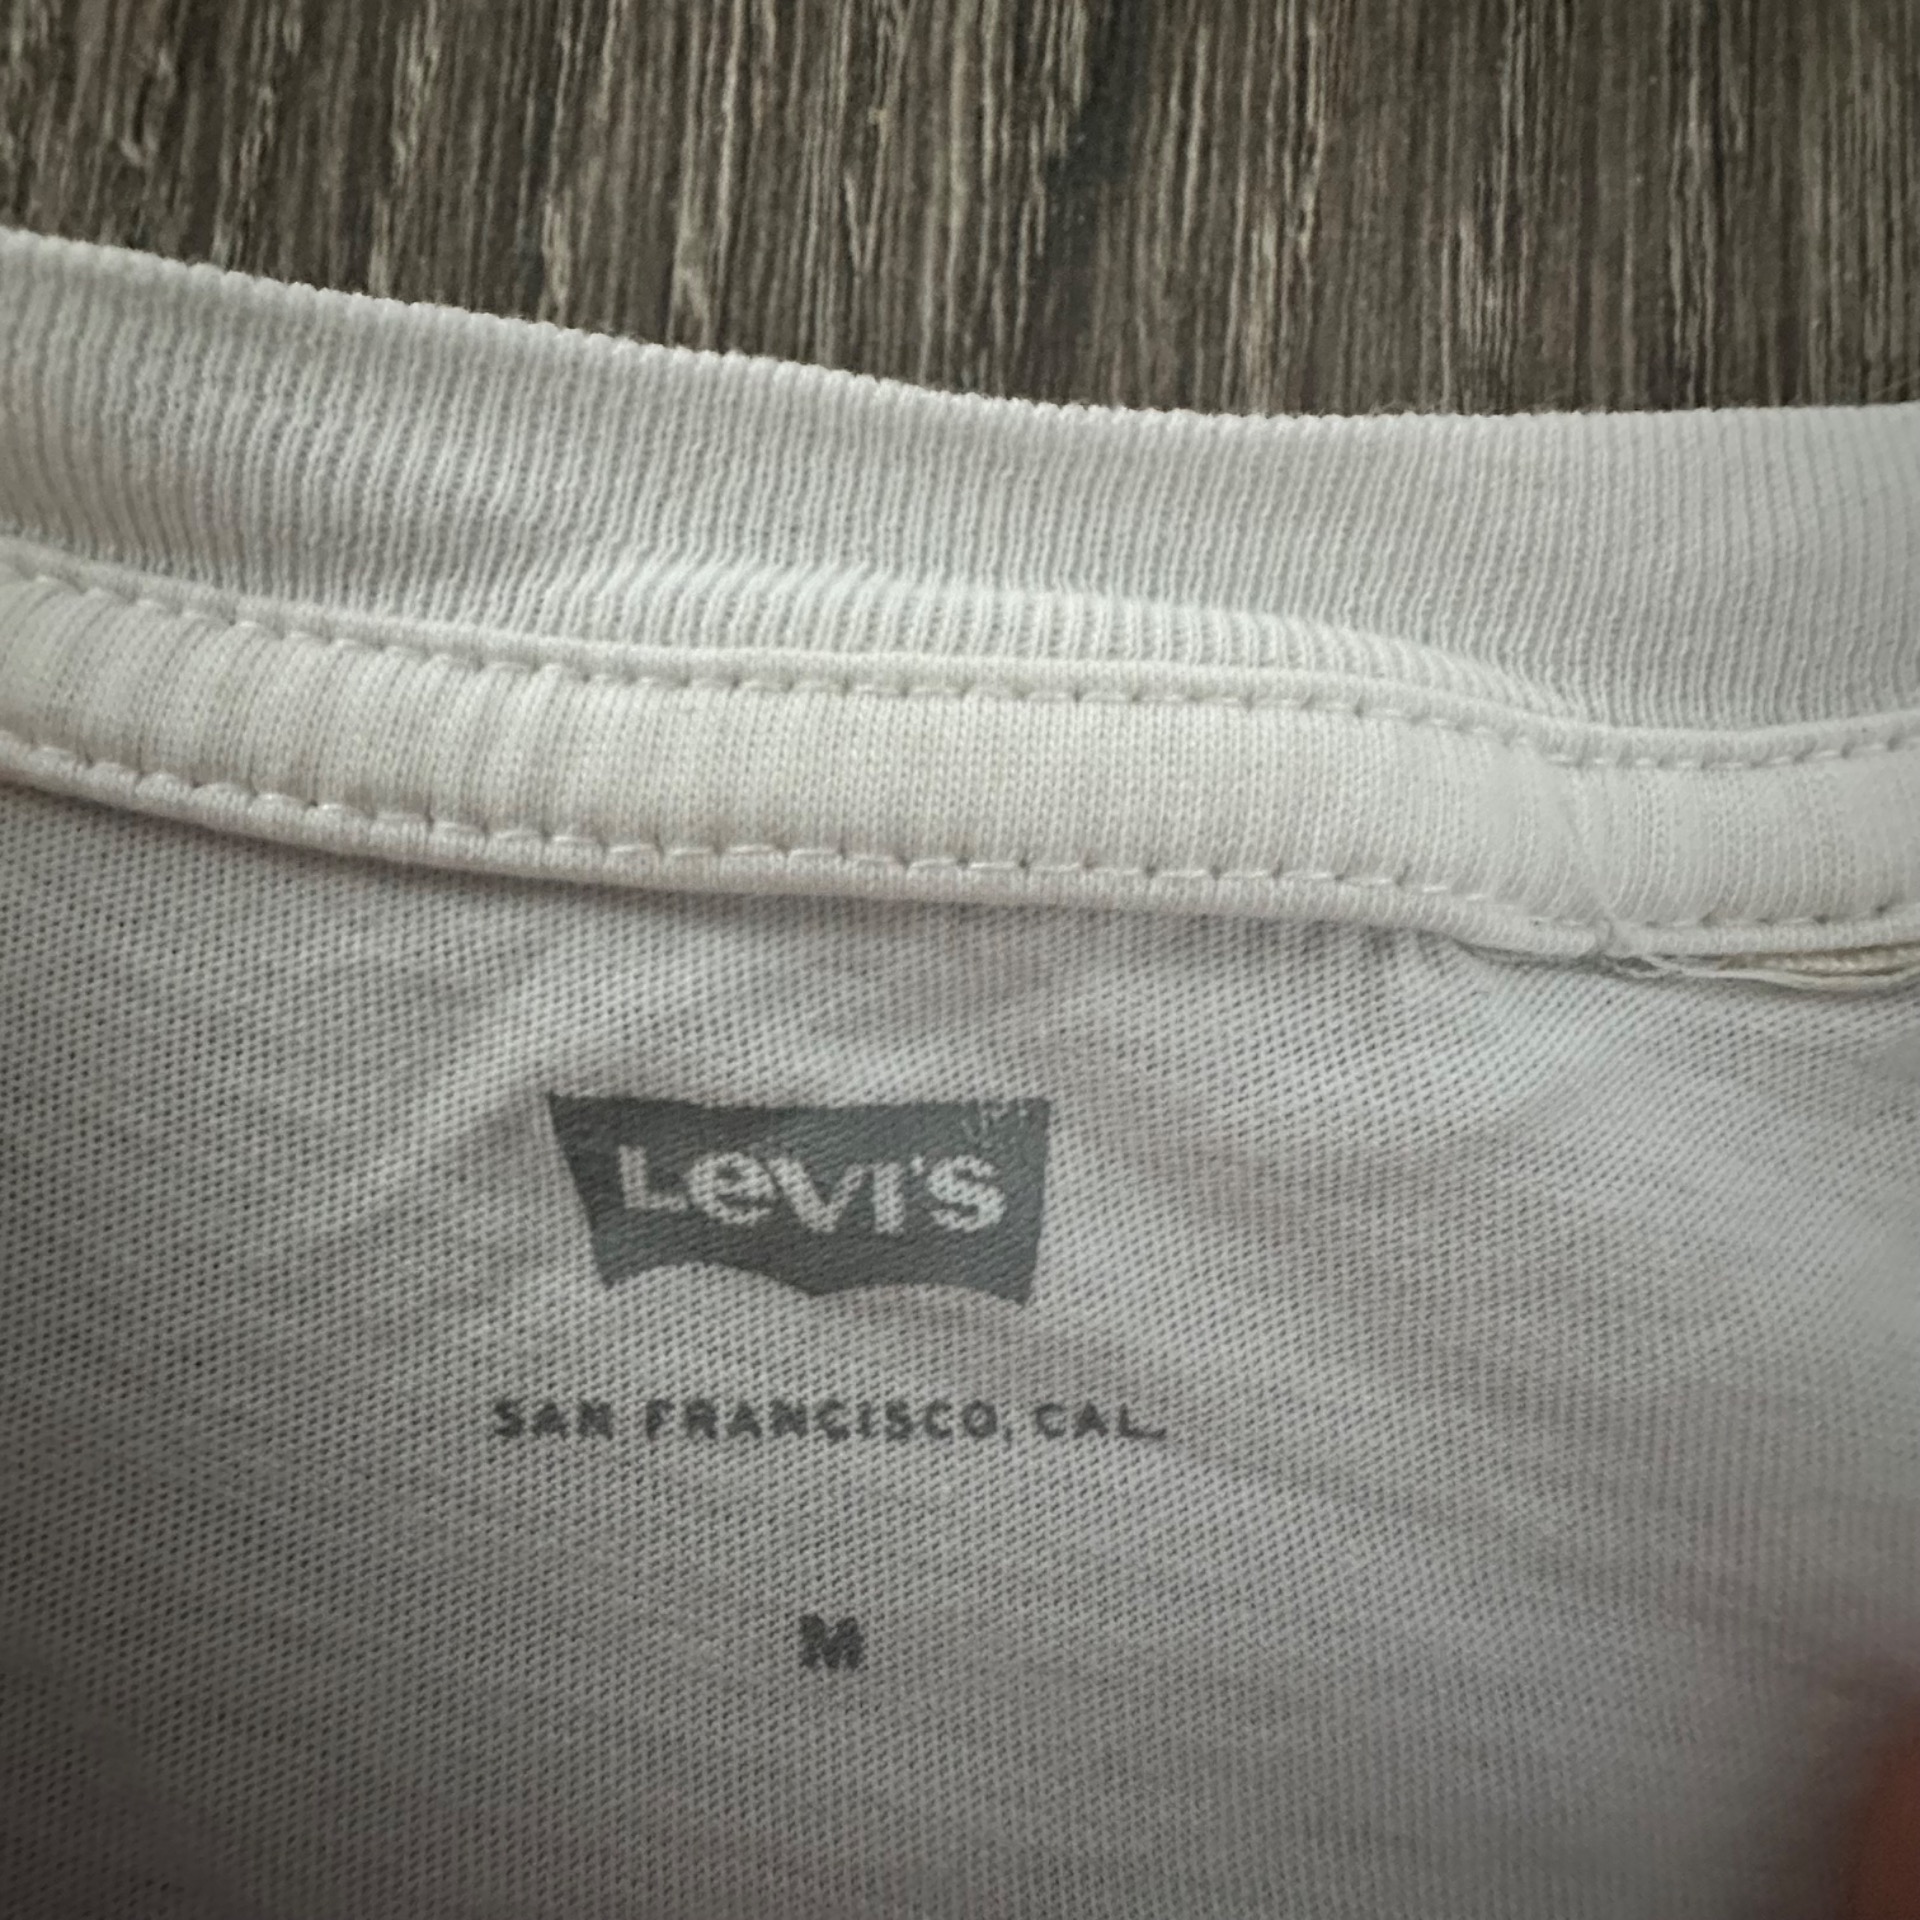 Levi's
SAN FRANCISCO, CAL.
M